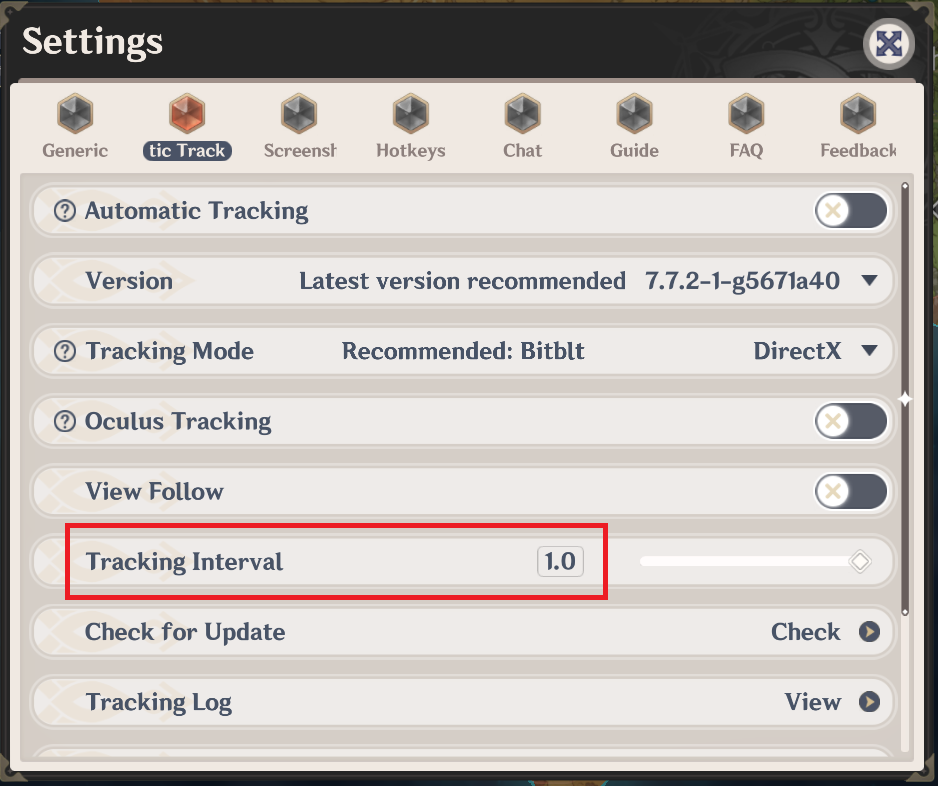 Settings
Generic
tic Track
Screensh
Hotkeys
Chat
Guide
FAQ
Feedback
? Automatic Tracking
Version Latest version recommended 7.7.2-1-g5671a40
? Tracking Mode Recommended: Bitblt DirectX
? Oculus Tracking
View Follow
Tracking Interval 1.0
Check for Update Check
Tracking Log View